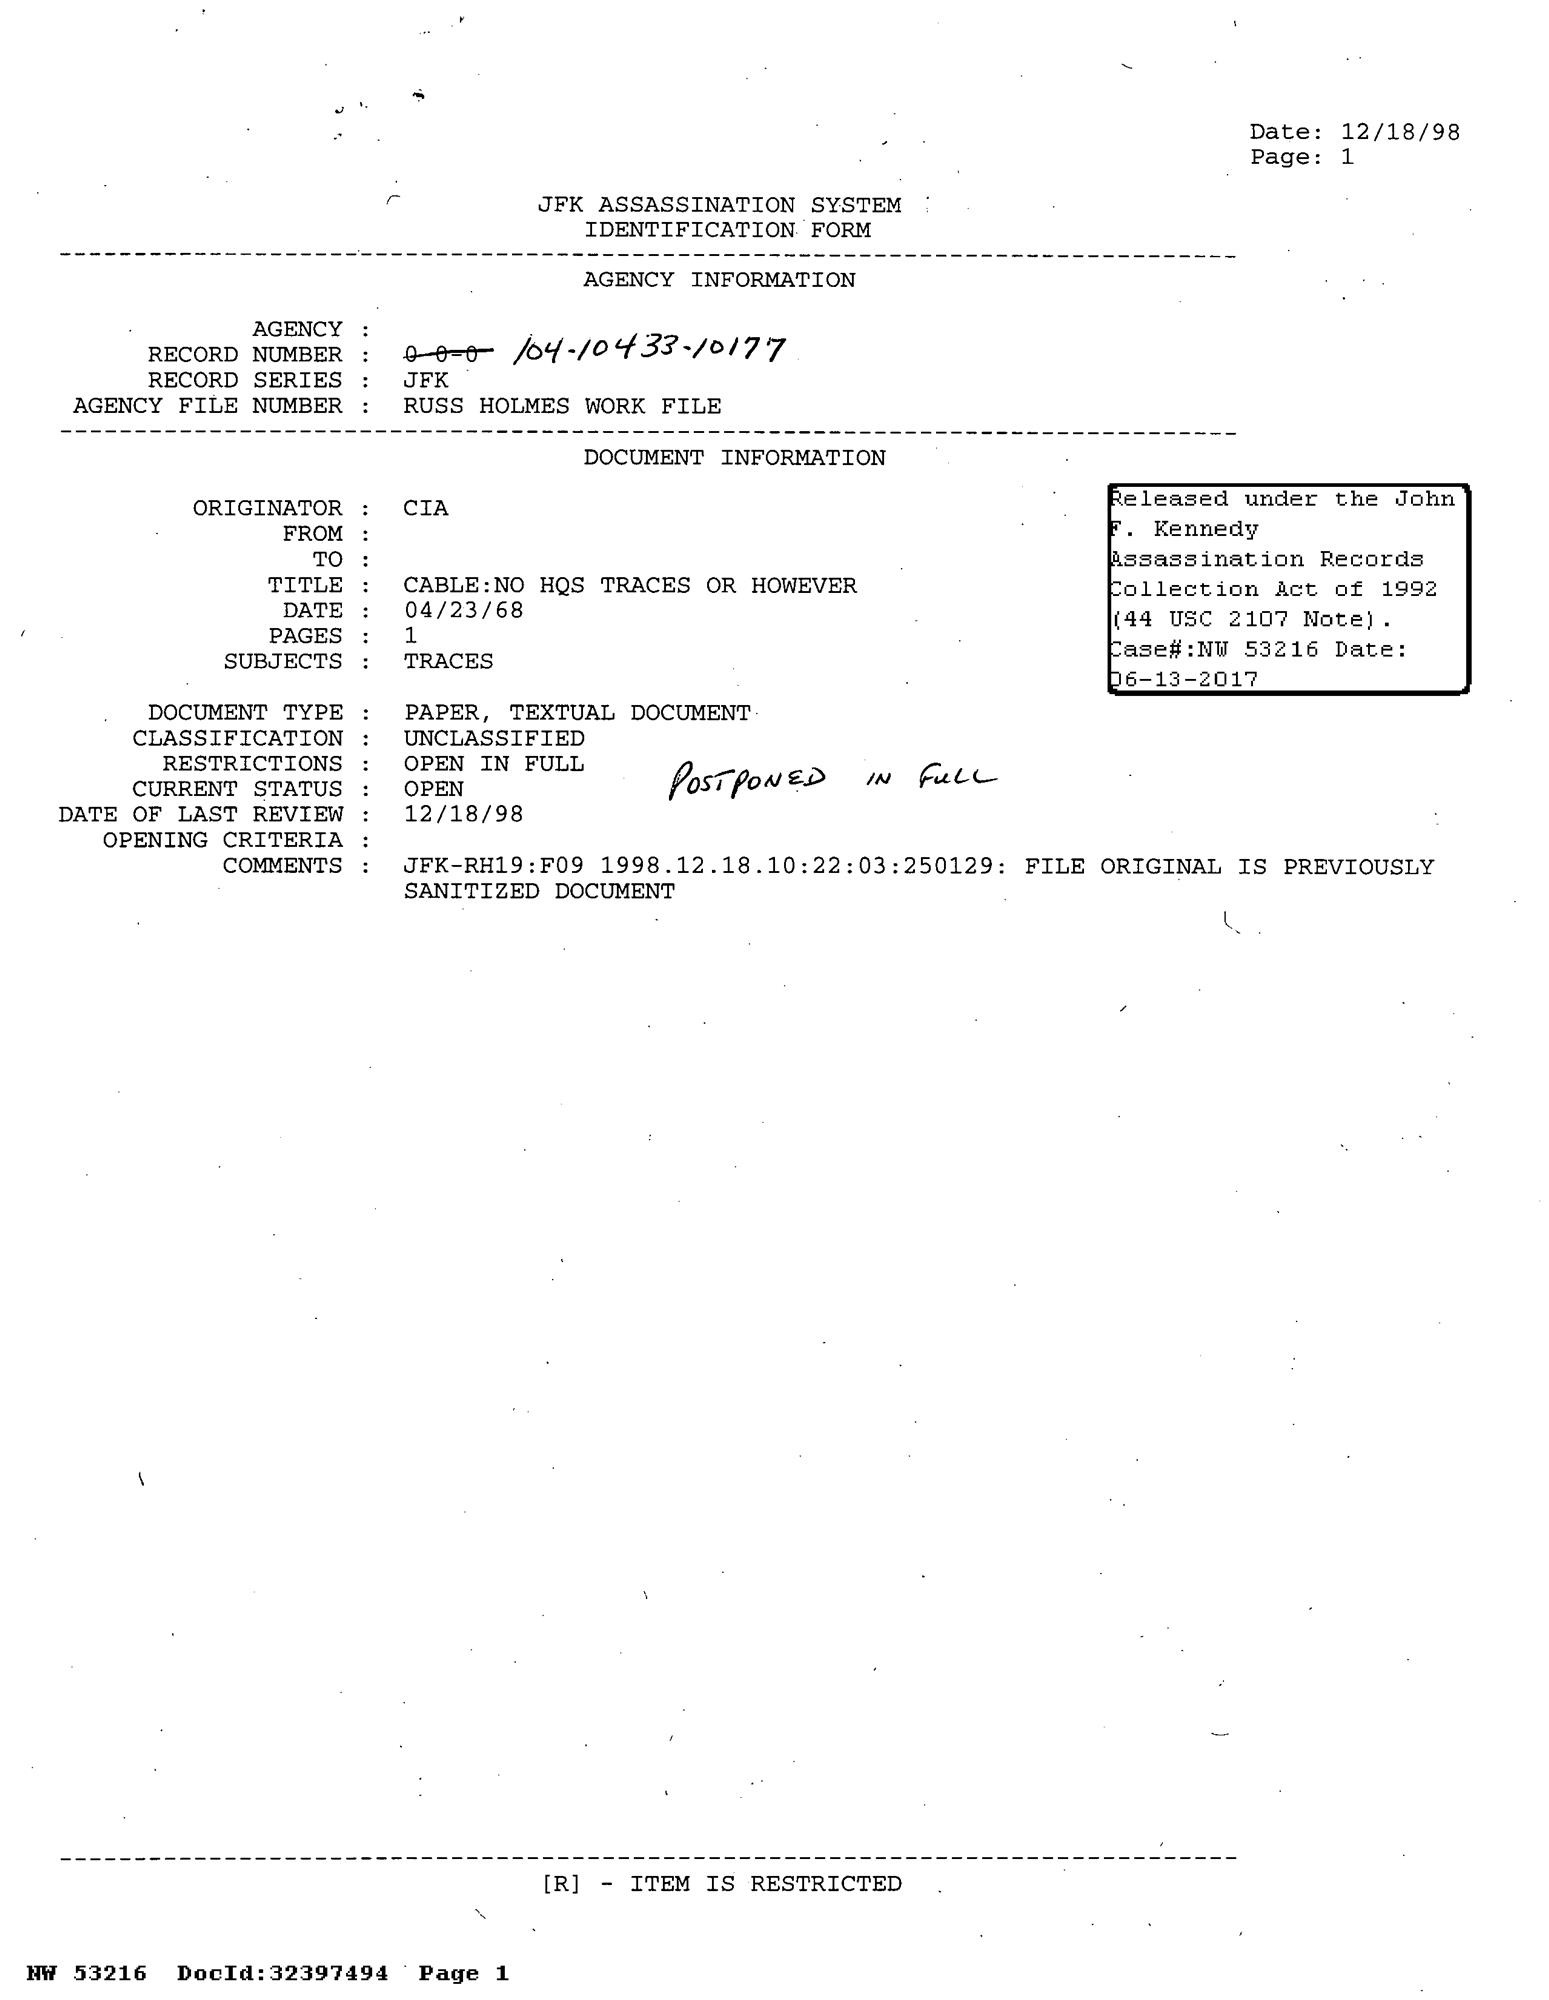 Date: 12/18/98
Page: 1
JFK ASSASSINATION SYSTEM
IDENTIFICATION FORM
--------------------------------------------------------------------------------
AGENCY INFORMATION
AGENCY :
RECORD NUMBER : 0-0-0 104-10433-10177
RECORD SERIES : JFK
AGENCY FILE NUMBER : RUSS HOLMES WORK FILE
--------------------------------------------------------------------------------
DOCUMENT INFORMATION
ORIGINATOR : CIA
FROM :
TO :
TITLE : CABLE:NO HQS TRACES OR HOWEVER
DATE : 04/23/68
PAGES : 1
SUBJECTS : TRACES
Released under the John
F. Kennedy
Assassination Records
Collection Act of 1992
(44 USC 2107 Note).
Case#:NW 53216 Date:
06-13-2017
DOCUMENT TYPE : PAPER, TEXTUAL DOCUMENT
CLASSIFICATION : UNCLASSIFIED
RESTRICTIONS : OPEN IN FULL
POSTPONED IN FULL
CURRENT STATUS : OPEN
DATE OF LAST REVIEW : 12/18/98
OPENING CRITERIA :
COMMENTS : JFK-RH19:F09 1998.12.18.10:22:03:250129: FILE ORIGINAL IS PREVIOUSLY
SANITIZED DOCUMENT
--------------------------------------------------------------------------------
[R] - ITEM IS RESTRICTED
NW 53216 DocId:32397494 Page 1